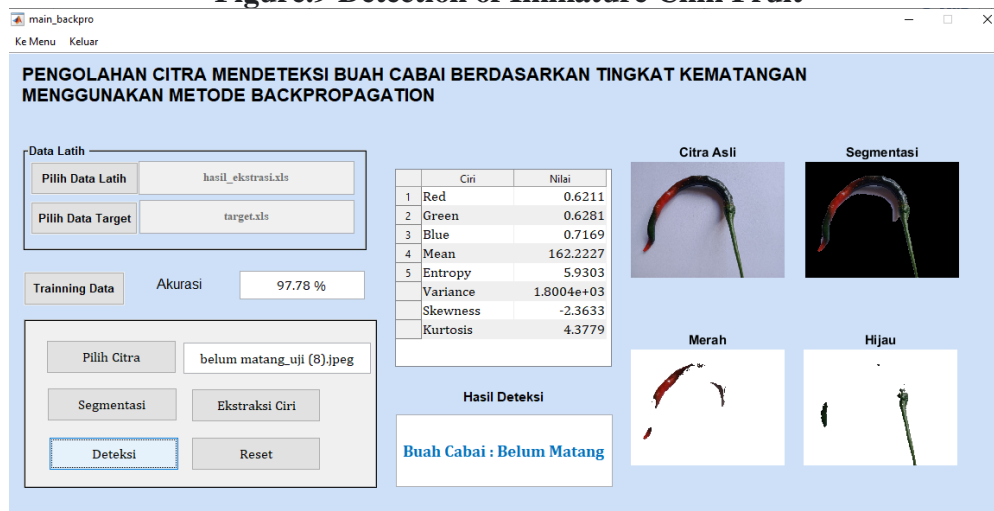 Figure.9 Detection of Immature Chili Fruit
main_backpro
Ke Menu Keluar
PENGOLAHAN CITRA MENDETEKSI BUAH CABAI BERDASARKAN TINGKAT KEMATANGAN
MENGGUNAKAN METODE BACKPROPAGATION
Data Latih
Pilih Data Latih hasil_ekstrasi.xls
Pilih Data Target target.xls
Trainning Data Akurasi 97.78 %
Pilih Citra belum matang_uji (8).jpeg
Segmentasi Ekstraksi Ciri
Deteksi Reset
Ciri Nilai
1 Red 0.6211
2 Green 0.6281
3 Blue 0.7169
4 Mean 162.2227
5 Entropy 5.9303
Variance 1.8004e+03
Skewness -2.3633
Kurtosis 4.3779
Hasil Deteksi
Buah Cabai : Belum Matang
Citra Asli Segmentasi
Merah Hijau